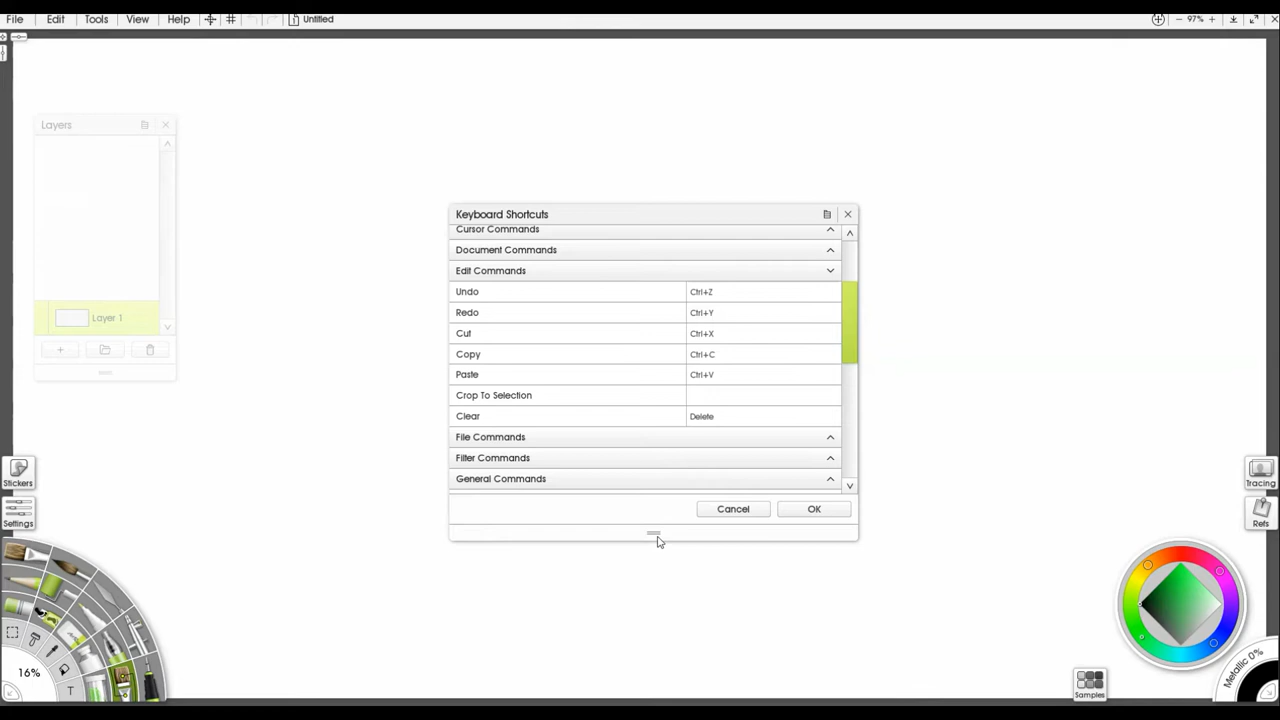 File Edit Tools View Help Untitled 97%
Layers
Layer 1
Keyboard Shortcuts
Cursor Commands
Document Commands
Edit Commands
Undo Ctrl+Z
Redo Ctrl+Y
Cut Ctrl+X
Copy Ctrl+C
Paste Ctrl+V
Crop To Selection
Clear Delete
File Commands
Filter Commands
General Commands
Cancel OK
Stickers
Settings
Tracing
Refs
16%
T
Samples
Metallic 0%